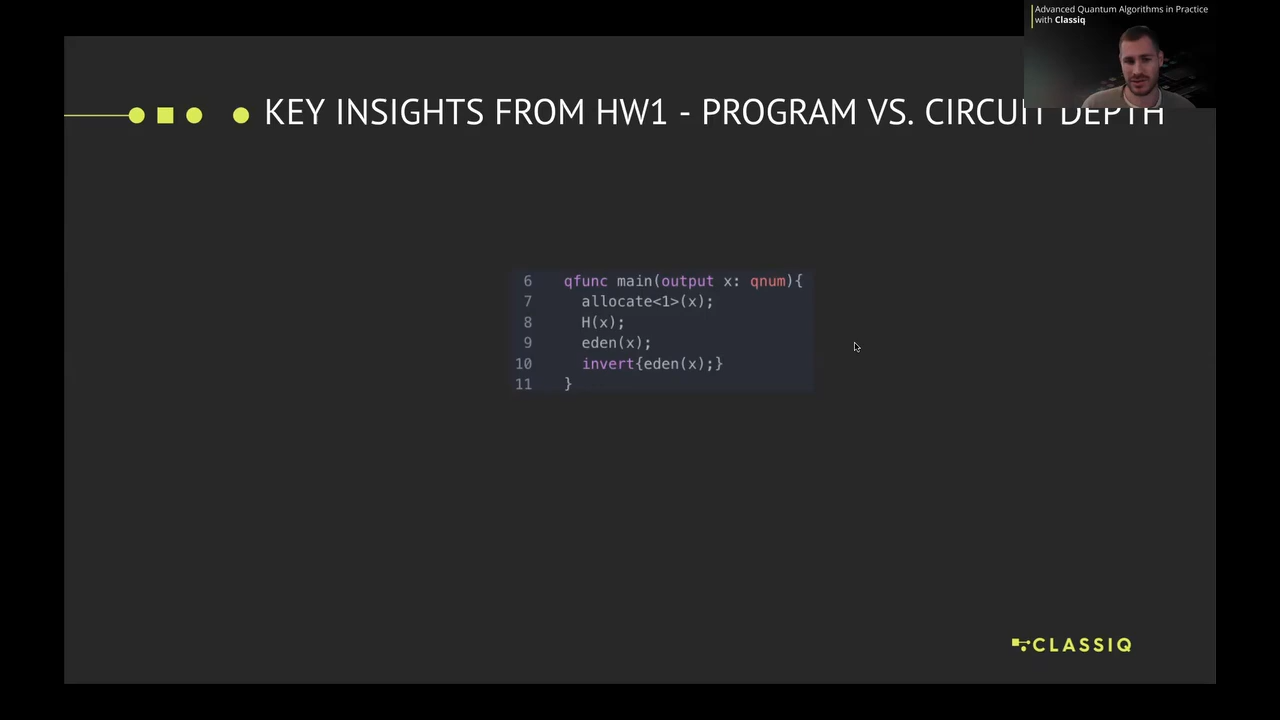 Advanced Quantum Algorithms in Practice
with Classiq
KEY INSIGHTS FROM HW1 - PROGRAM VS. CIRCUIT DEPTH
6 qfunc main(output x: qnum){
7 allocate<1>(x);
8 H(x);
9 eden(x);
10 invert{eden(x);}
11 }
CLASSIQ